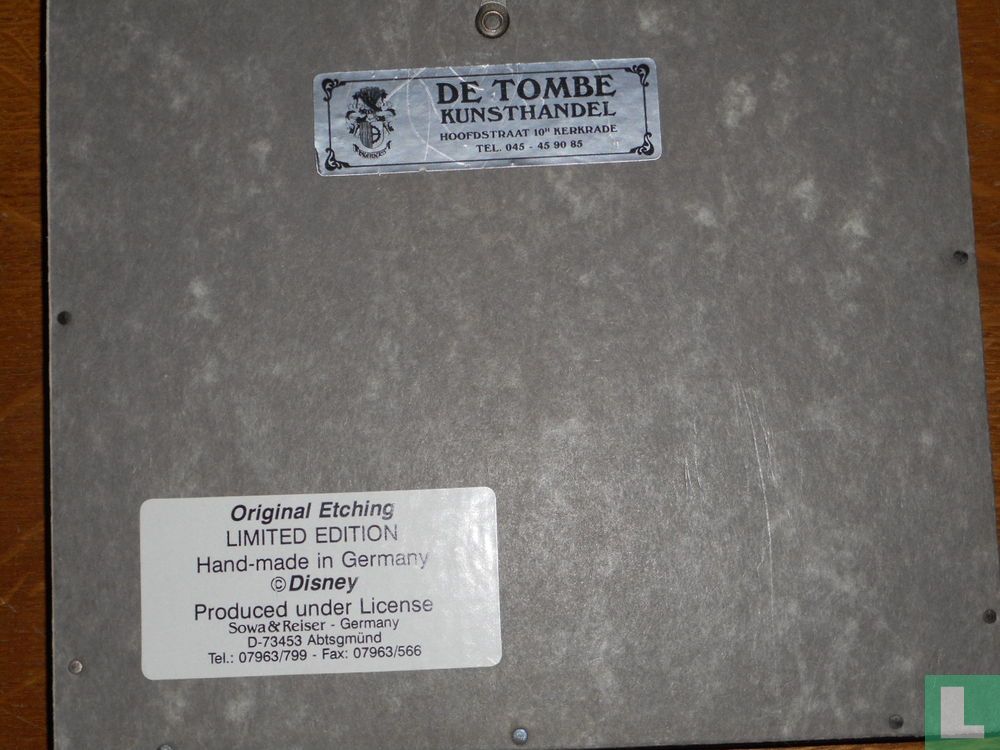 DE TOMBE
KUNSTHANDEL
HOOFDSTRAAT 10H KERKRADE
TEL. 045 - 45 90 85
Original Etching
LIMITED EDITION
Hand-made in Germany
©Disney
Produced under License
Sowa & Reiser - Germany
D-73453 Abtsgmünd
Tel.: 07963/799 - Fax: 07963/566
L